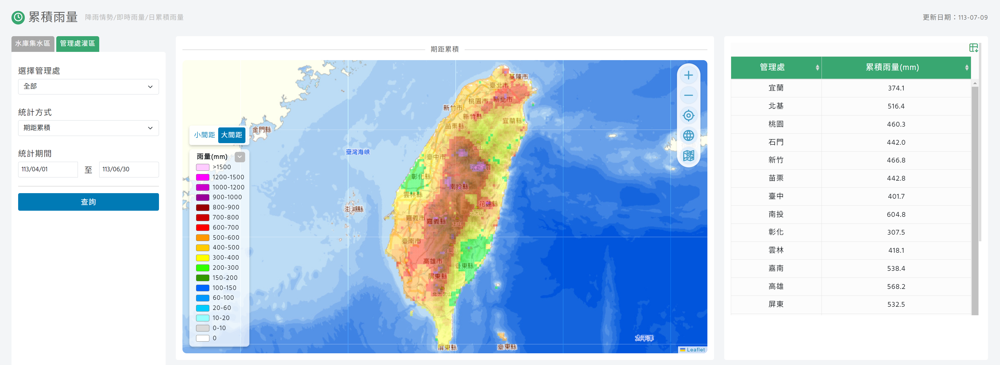 累積雨量 降雨情勢/即時雨量/日累積雨量
更新日期：113-07-09
水庫集水區 管理處灌區
選擇管理處
全部
統計方式
期距累積
統計期間
113/04/01 至 113/06/30
查詢
期距累積
小間距 大間距
雨量(mm)
>1500
1200-1500
1000-1200
900-1000
800-900
700-800
600-700
500-600
400-500
300-400
200-300
150-200
100-150
60-100
20-60
10-20
0-10
0
基隆市
臺北市
新北市
桃園市
新竹市
新竹縣
宜蘭縣
苗栗縣
金門縣
雪山
臺灣海峽
臺中市
彰化縣
南投縣
雲林縣
花蓮縣
澎湖縣
丹大山
嘉義市
嘉義縣
玉山
臺南市
高雄市
臺東縣
屏東縣
北大武山
太平洋
屏東縣
臺東縣
Leaflet
管理處 累積雨量(mm)
宜蘭 374.1
北基 516.4
桃園 460.3
石門 442.0
新竹 466.8
苗栗 442.8
臺中 401.7
南投 604.8
彰化 307.5
雲林 418.1
嘉南 538.4
高雄 568.2
屏東 532.5